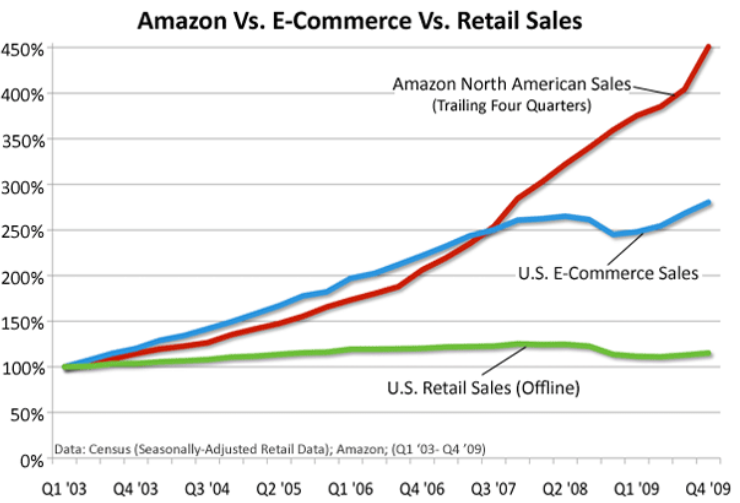 Amazon Vs. E-Commerce Vs. Retail Sales
450%
400%
350%
300%
250%
200%
150%
100%
50%
0%
Amazon North American Sales
(Trailing Four Quarters)
U.S. E-Commerce Sales
U.S. Retail Sales (Offline)
Data: Census (Seasonally-Adjusted Retail Data); Amazon; (Q1 '03- Q4 '09)
Q1 '03 Q4 '03 Q3 '04 Q2 '05 Q1 '06 Q4 '06 Q3 '07 Q2 '08 Q1 '09 Q4 '09